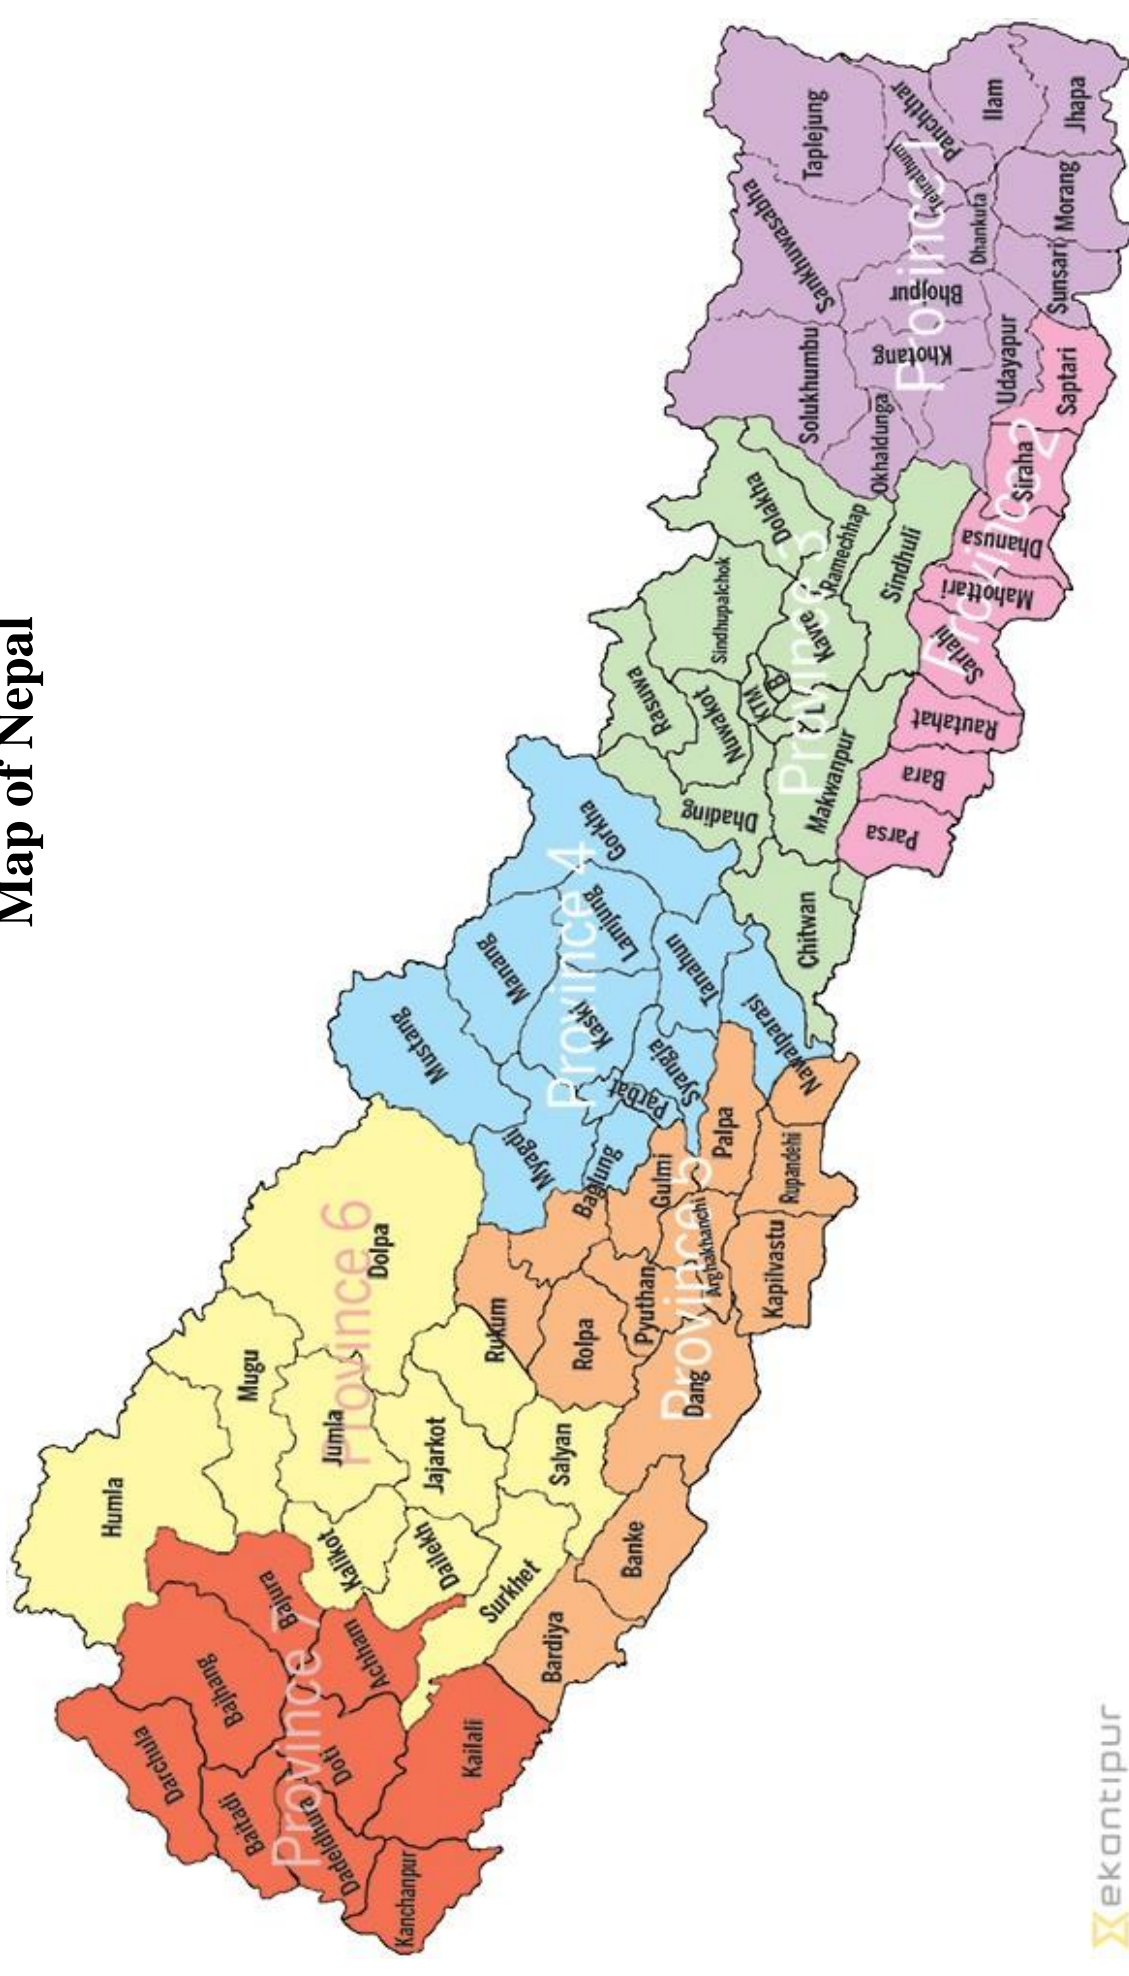 Map of Nepal
Province 7
Darchula
Bajhang
Baitadi
Bajura
Dadeldhura
Doti
Achham
Kanchanpur
Kailali
Province 6
Humla
Mugu
Dolpa
Jumla
Kalikot
Jajarkot
Dailekh
Rukum
Salyan
Surkhet
Province 5
Bardiya
Banke
Dang
Rolpa
Pyuthan
Gulmi
Arghakhanchi
Palpa
Kapilvastu
Rupandehi
Nawalparasi
Province 4
Mustang
Manang
Gorkha
Lamjung
Kaski
Myagdi
Baglung
Parbat
Syangja
Tanahun
Province 3
Rasuwa
Sindhupalchok
Dolakha
Nuwakot
Dhading
KTM
B
L
Kavre
Ramechhap
Sindhuli
Makwanpur
Chitwan
Province 2
Parsa
Bara
Rautahat
Sarlahi
Mahottari
Dhanusa
Siraha
Saptari
Province 1
Taplejung
Sankhuwasabha
Solukhumbu
Panchthar
Tehrathum
Ilam
Jhapa
Dhankuta
Morang
Sunsari
Bhojpur
Khotang
Okhaldunga
Udayapur
ekantipur